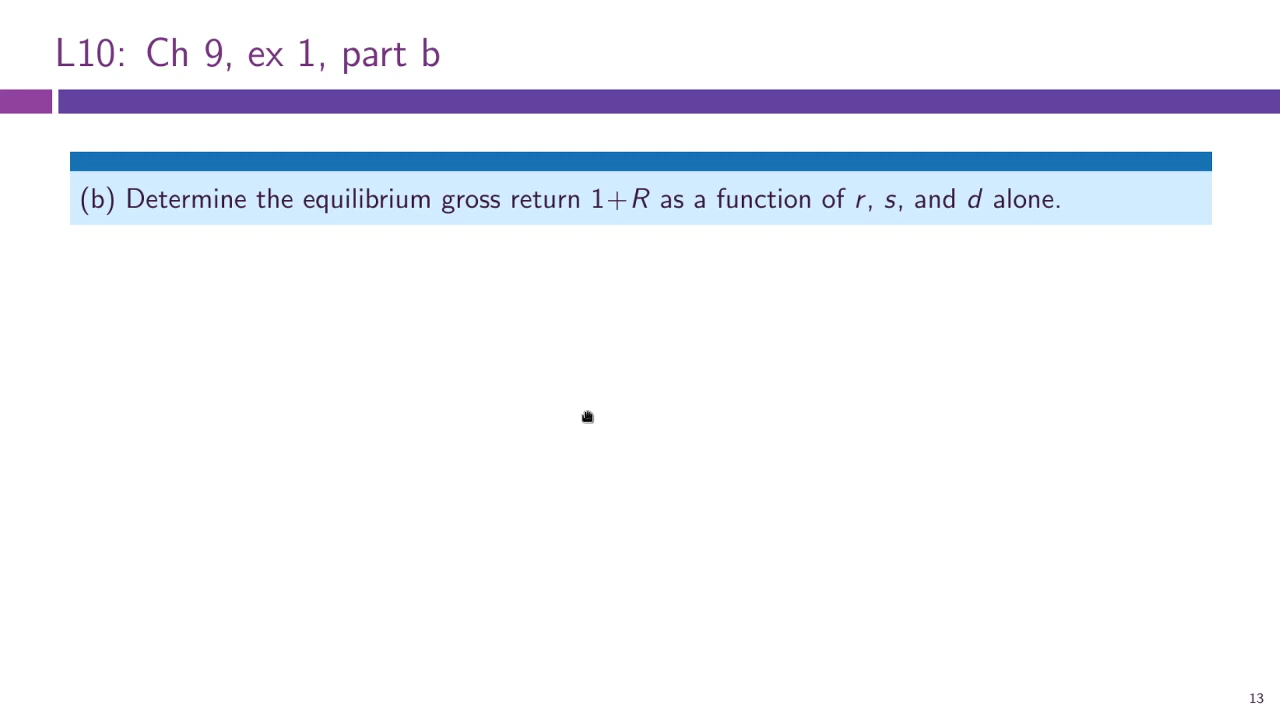 L10: Ch 9, ex 1, part b
(b) Determine the equilibrium gross return 1+R as a function of r, s, and d alone.
13